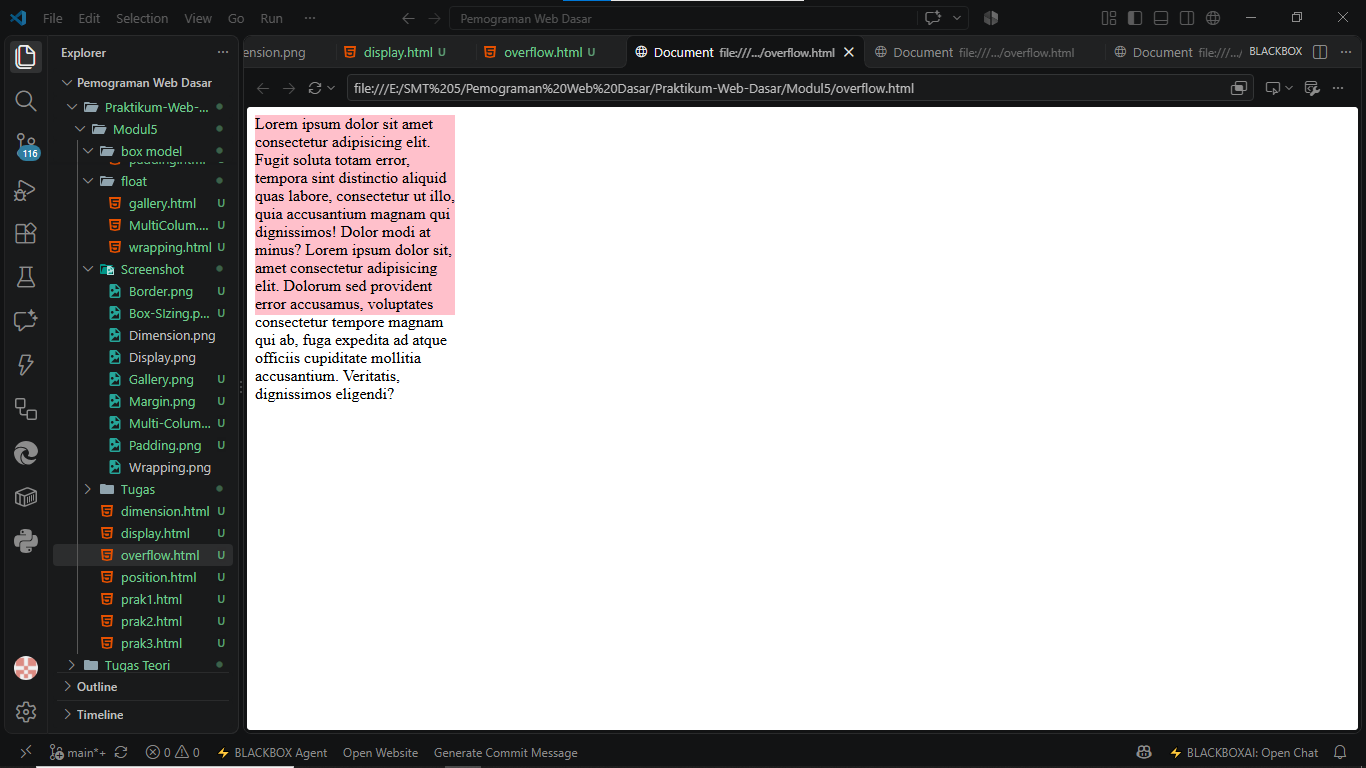 File Edit Selection View Go Run ··· Pemograman Web Dasar
Explorer ···
Pemograman Web Dasar
Praktikum-Web-...
Modul5
box model
float
gallery.html U
MultiColum.... U
wrapping.html U
Screenshot
Border.png U
Box-SIzing.p... U
Dimension.png
Display.png
Gallery.png U
Margin.png U
Multi-Colum... U
Padding.png U
Wrapping.png
Tugas
dimension.html U
display.html U
overflow.html U
position.html U
prak1.html U
prak2.html U
prak3.html U
Tugas Teori
Outline
Timeline
116
ension.png display.html U overflow.html U Document file:///.../overflow.html Document file:///.../overflow.html Document file:///.../ BLACKBOX ···
file:///E:/SMT%205/Pemograman%20Web%20Dasar/Praktikum-Web-Dasar/Modul5/overflow.html ···
Lorem ipsum dolor sit amet
consectetur adipisicing elit.
Fugit soluta totam error,
tempora sint distinctio aliquid
quas labore, consectetur ut illo,
quia accusantium magnam qui
dignissimos! Dolor modi at
minus? Lorem ipsum dolor sit,
amet consectetur adipisicing
elit. Dolorum sed provident
error accusamus, voluptates
consectetur tempore magnam
qui ab, fuga expedita ad atque
officiis cupiditate mollitia
accusantium. Veritatis,
dignissimos eligendi?
main*+ 0 0 BLACKBOX Agent Open Website Generate Commit Message BLACKBOXAI: Open Chat